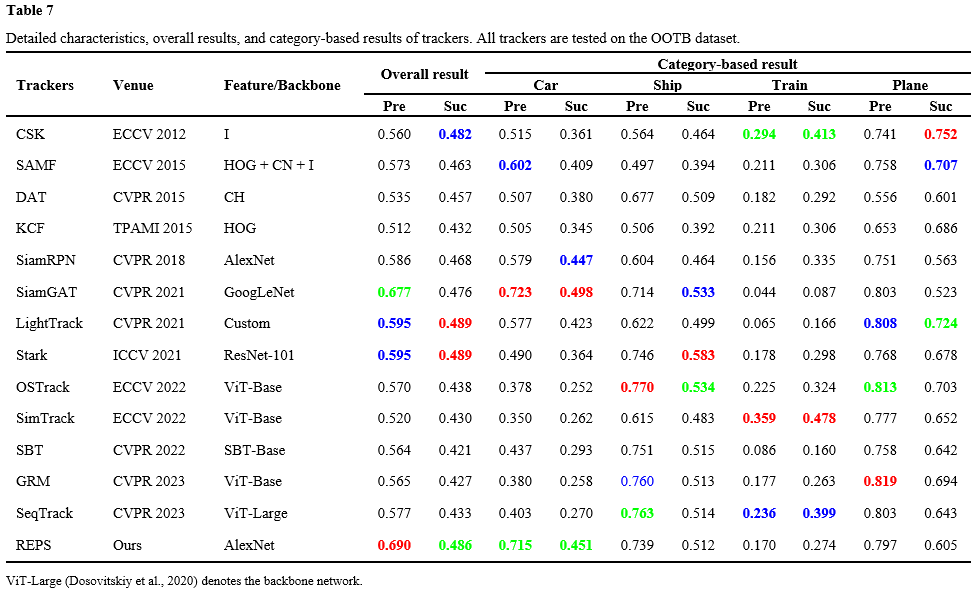 Table 7
Detailed characteristics, overall results, and category-based results of trackers. All trackers are tested on the OOTB dataset.
Trackers Venue Feature/Backbone Overall result Category-based result
Car Ship Train Plane
Pre Suc Pre Suc Pre Suc Pre Suc Pre Suc
CSK ECCV 2012 I 0.560 0.482 0.515 0.361 0.564 0.464 0.294 0.413 0.741 0.752
SAMF ECCV 2015 HOG + CN + I 0.573 0.463 0.602 0.409 0.497 0.394 0.211 0.306 0.758 0.707
DAT CVPR 2015 CH 0.535 0.457 0.507 0.380 0.677 0.509 0.182 0.292 0.556 0.601
KCF TPAMI 2015 HOG 0.512 0.432 0.505 0.345 0.506 0.392 0.211 0.306 0.653 0.686
SiamRPN CVPR 2018 AlexNet 0.586 0.468 0.579 0.447 0.604 0.464 0.156 0.335 0.751 0.563
SiamGAT CVPR 2021 GoogLeNet 0.677 0.476 0.723 0.498 0.714 0.533 0.044 0.087 0.803 0.523
LightTrack CVPR 2021 Custom 0.595 0.489 0.577 0.423 0.622 0.499 0.065 0.166 0.808 0.724
Stark ICCV 2021 ResNet-101 0.595 0.489 0.490 0.364 0.746 0.583 0.178 0.298 0.768 0.678
OSTrack ECCV 2022 ViT-Base 0.570 0.438 0.378 0.252 0.770 0.534 0.225 0.324 0.813 0.703
SimTrack ECCV 2022 ViT-Base 0.520 0.430 0.350 0.262 0.615 0.483 0.359 0.478 0.777 0.652
SBT CVPR 2022 SBT-Base 0.564 0.421 0.437 0.293 0.751 0.515 0.086 0.160 0.758 0.642
GRM CVPR 2023 ViT-Base 0.565 0.427 0.380 0.258 0.760 0.513 0.177 0.263 0.819 0.694
SeqTrack CVPR 2023 ViT-Large 0.577 0.433 0.403 0.270 0.763 0.514 0.236 0.399 0.803 0.643
REPS Ours AlexNet 0.690 0.486 0.715 0.451 0.739 0.512 0.170 0.274 0.797 0.605
ViT-Large (Dosovitskiy et al., 2020) denotes the backbone network.